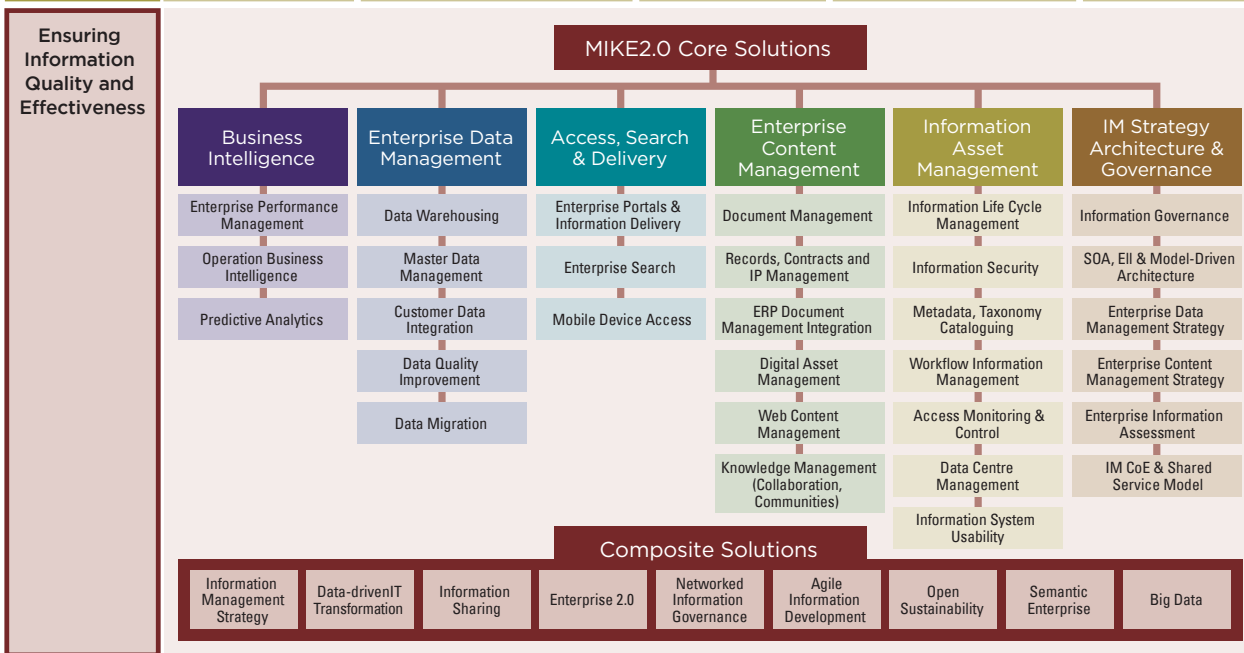 Ensuring
Information
Quality and
Effectiveness
MIKE2.0 Core Solutions
Business
Intelligence
Enterprise Performance
Management
Operation Business
Intelligence
Predictive Analytics
Enterprise Data
Management
Data Warehousing
Master Data
Management
Customer Data
Integration
Data Quality
Improvement
Data Migration
Access, Search
& Delivery
Enterprise Portals &
Information Delivery
Enterprise Search
Mobile Device Access
Enterprise
Content
Management
Document Management
Records, Contracts and
IP Management
ERP Document
Management Integration
Digital Asset
Management
Web Content
Management
Knowledge Management
(Collaboration,
Communities)
Information
Asset
Management
Information Life Cycle
Management
Information Security
Metadata, Taxonomy
Cataloguing
Workflow Information
Management
Access Monitoring &
Control
Data Centre
Management
Information System
Usability
IM Strategy
Architecture &
Governance
Information Governance
SOA, EII & Model-Driven
Architecture
Enterprise Data
Management Strategy
Enterprise Content
Management Strategy
Enterprise Information
Assessment
IM CoE & Shared
Service Model
Composite Solutions
Information
Management
Strategy
Data-drivenIT
Transformation
Information
Sharing
Enterprise 2.0
Networked
Information
Governance
Agile
Information
Development
Open
Sustainability
Semantic
Enterprise
Big Data